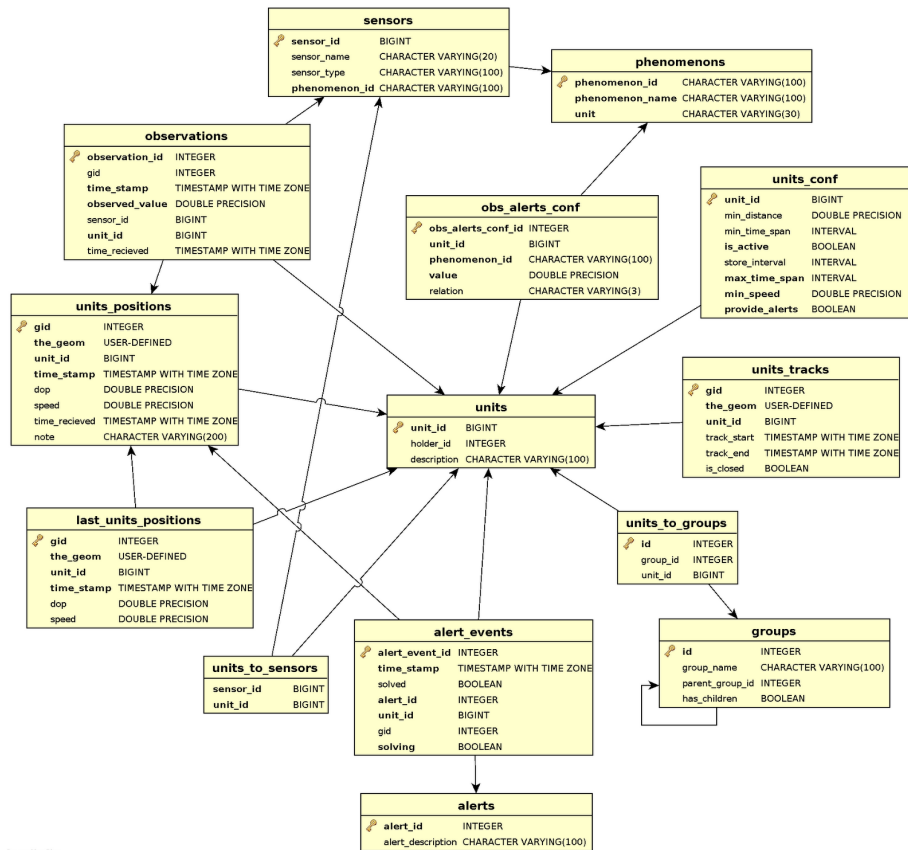 sensors
sensor_id BIGINT
sensor_name CHARACTER VARYING(20)
sensor_type CHARACTER VARYING(100)
phenomenon_id CHARACTER VARYING(100)
phenomenons
phenomenon_id CHARACTER VARYING(100)
phenomenon_name CHARACTER VARYING(100)
unit CHARACTER VARYING(30)
observations
observation_id INTEGER
gid INTEGER
time_stamp TIMESTAMP WITH TIME ZONE
observed_value DOUBLE PRECISION
sensor_id BIGINT
unit_id BIGINT
time_recieved TIMESTAMP WITH TIME ZONE
obs_alerts_conf
obs_alerts_conf_id INTEGER
unit_id BIGINT
phenomenon_id CHARACTER VARYING(100)
value DOUBLE PRECISION
relation CHARACTER VARYING(3)
units_conf
unit_id BIGINT
min_distance DOUBLE PRECISION
min_time_span INTERVAL
is_active BOOLEAN
store_interval INTERVAL
max_time_span INTERVAL
min_speed DOUBLE PRECISION
provide_alerts BOOLEAN
units_positions
gid INTEGER
the_geom USER-DEFINED
unit_id BIGINT
time_stamp TIMESTAMP WITH TIME ZONE
dop DOUBLE PRECISION
speed DOUBLE PRECISION
time_recieved TIMESTAMP WITH TIME ZONE
note CHARACTER VARYING(200)
units
unit_id BIGINT
holder_id INTEGER
description CHARACTER VARYING(100)
units_tracks
gid INTEGER
the_geom USER-DEFINED
unit_id BIGINT
track_start TIMESTAMP WITH TIME ZONE
track_end TIMESTAMP WITH TIME ZONE
is_closed BOOLEAN
last_units_positions
gid INTEGER
the_geom USER-DEFINED
unit_id BIGINT
time_stamp TIMESTAMP WITH TIME ZONE
dop DOUBLE PRECISION
speed DOUBLE PRECISION
units_to_groups
id INTEGER
group_id INTEGER
unit_id BIGINT
units_to_sensors
sensor_id BIGINT
unit_id BIGINT
alert_events
alert_event_id INTEGER
time_stamp TIMESTAMP WITH TIME ZONE
solved BOOLEAN
alert_id INTEGER
unit_id BIGINT
gid INTEGER
solving BOOLEAN
groups
id INTEGER
group_name CHARACTER VARYING(100)
parent_group_id INTEGER
has_children BOOLEAN
alerts
alert_id INTEGER
alert_description CHARACTER VARYING(100)